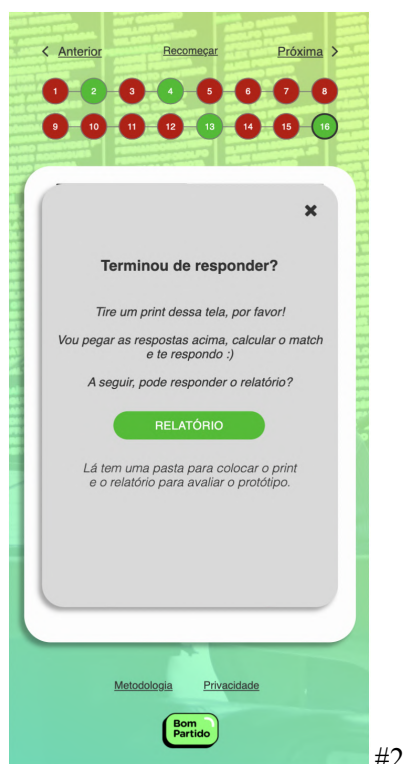 Anterior Recomeçar Próxima
1 2 3 4 5 6 7 8
9 10 11 12 13 14 15 16
Terminou de responder?
Tire um print dessa tela, por favor!
Vou pegar as respostas acima, calcular o match
e te respondo :)
A seguir, pode responder o relatório?
RELATÓRIO
Lá tem uma pasta para colocar o print
e o relatório para avaliar o protótipo.
Metodologia Privacidade
Bom
Partido
#2